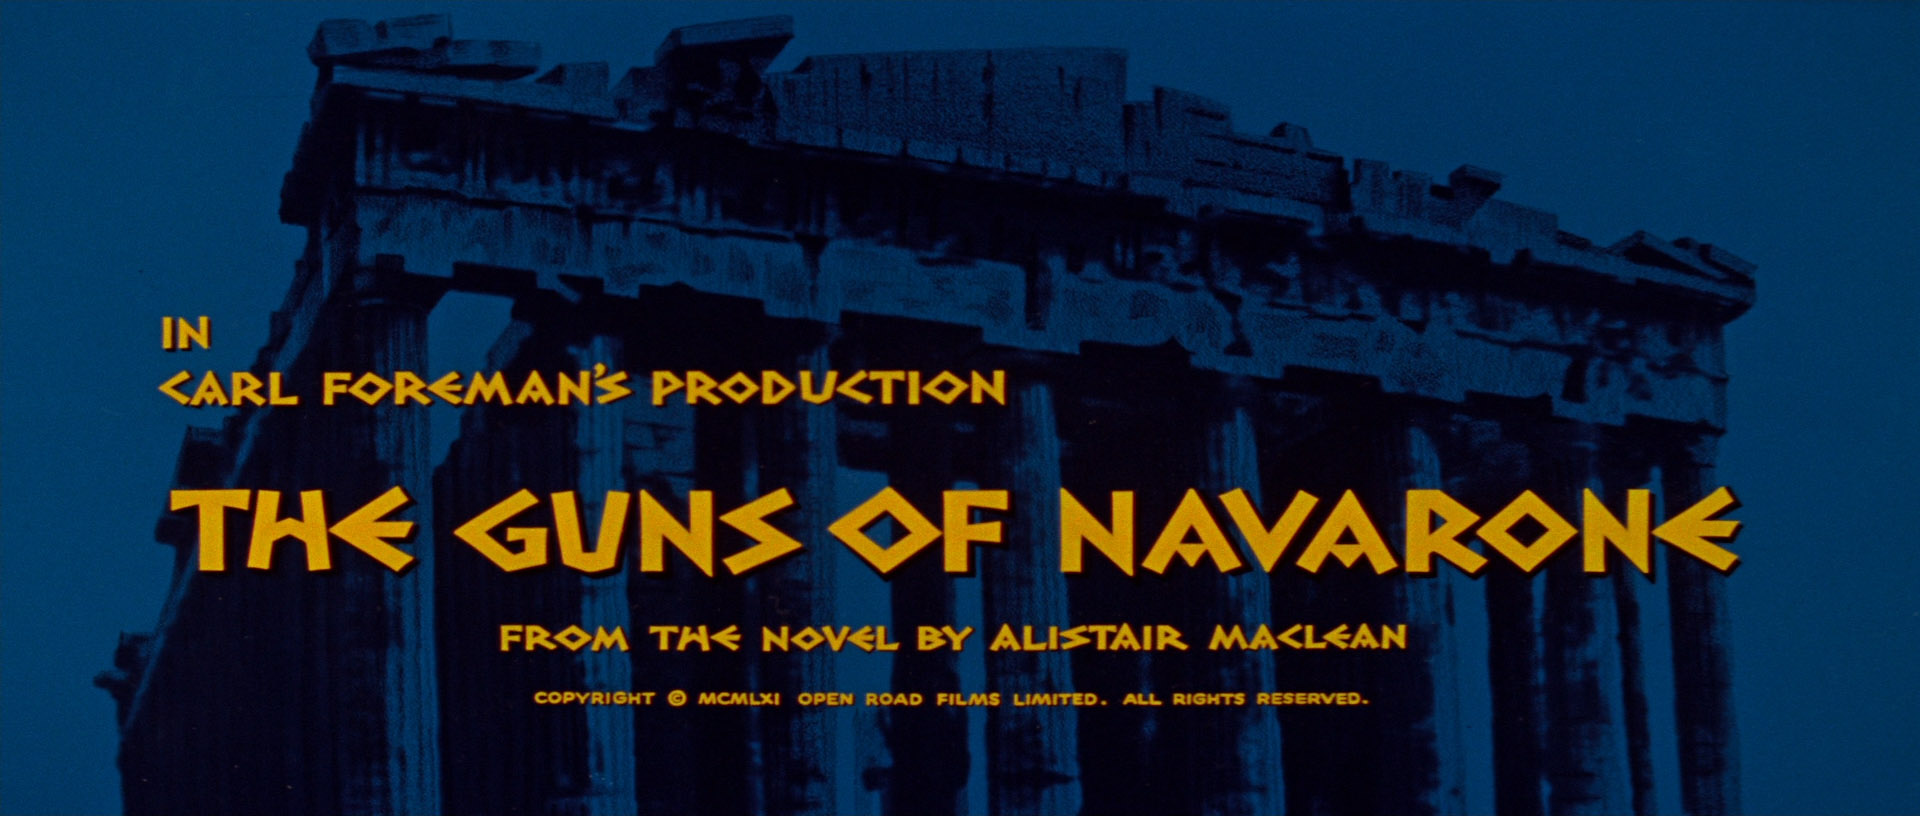 IN
CARL FOREMAN'S PRODUCTION
THE GUNS OF NAVARONE
FROM THE NOVEL BY ALISTAIR MACLEAN
COPYRIGHT © MCMLXI OPEN ROAD FILMS LIMITED. ALL RIGHTS RESERVED.